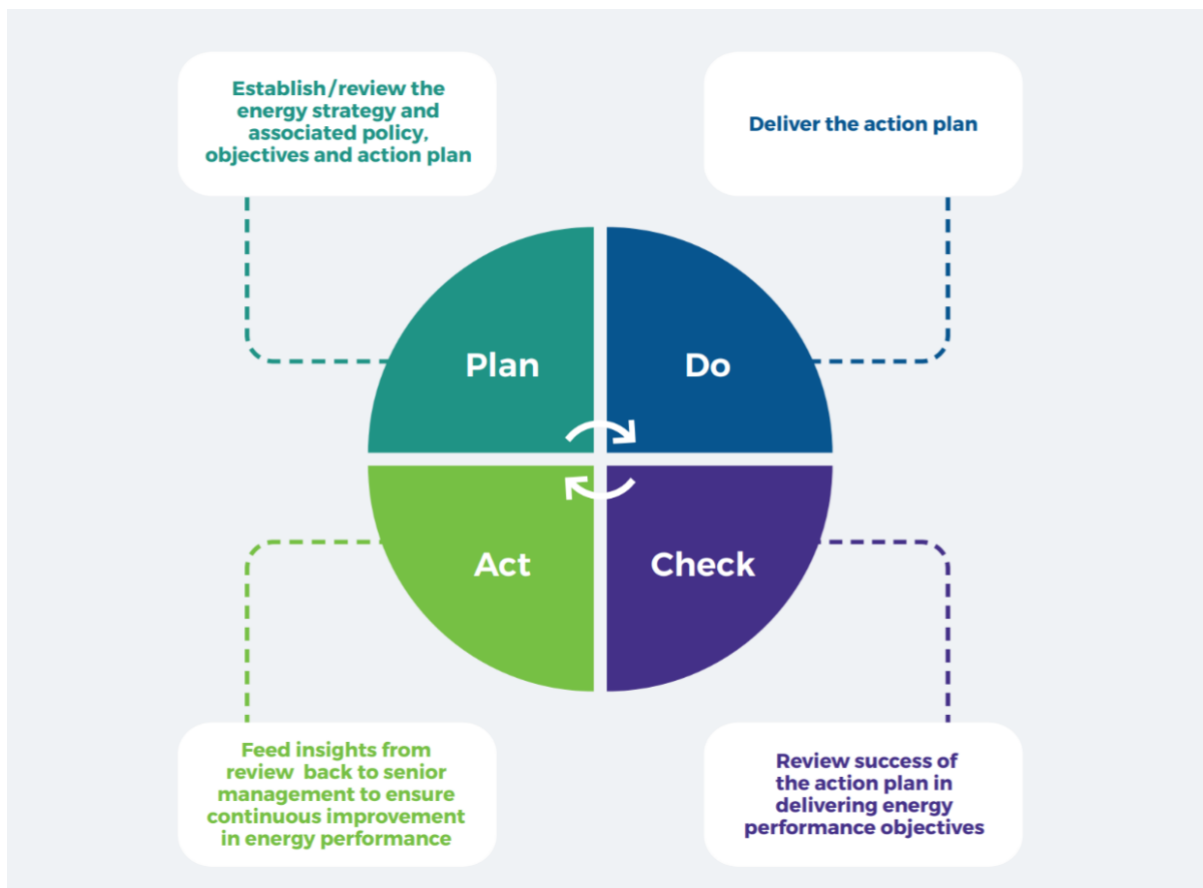 Establish/review the
energy strategy and
associated policy,
objectives and action plan
Deliver the action plan
Plan
Do
Act
Check
Feed insights from
review back to senior
management to ensure
continuous improvement
in energy performance
Review success of
the action plan in
delivering energy
performance objectives